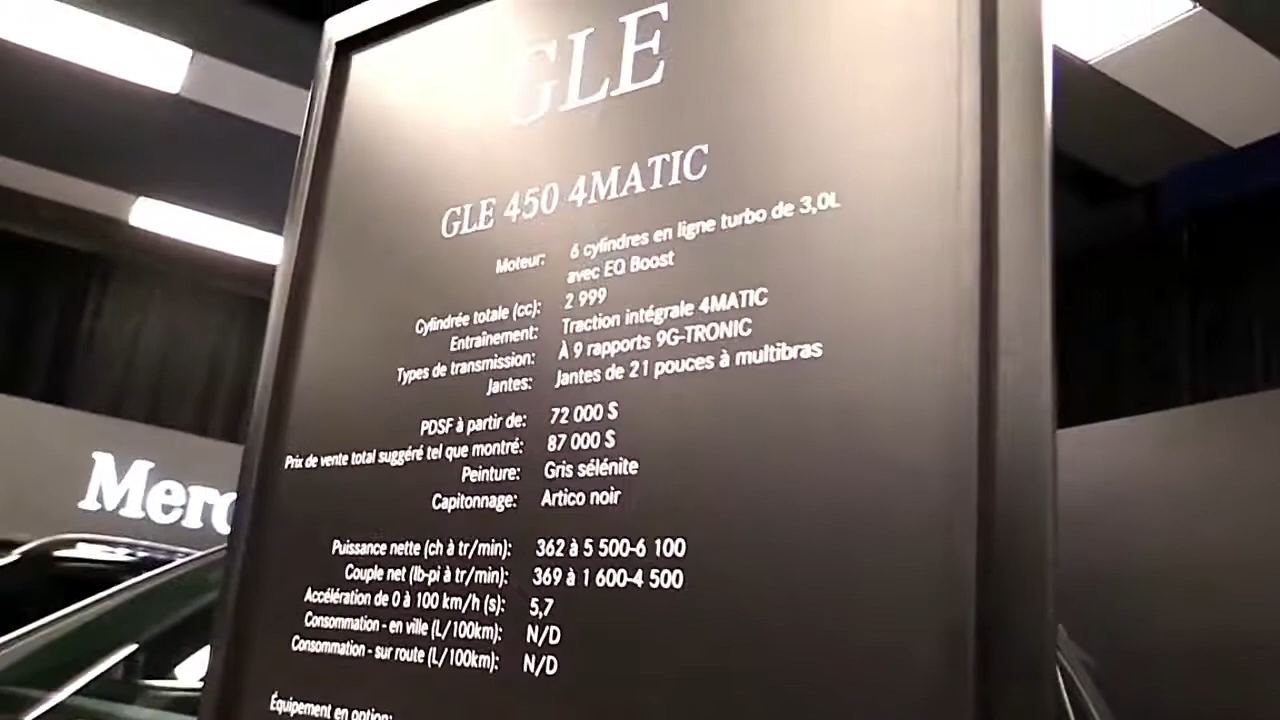 GLE
GLE 450 4MATIC
Moteur: 6 cylindres en ligne turbo de 3,0L
avec EQ Boost
Cylindrée totale (cc): 2 999
Entraînement: Traction intégrale 4MATIC
Types de transmission: À 9 rapports 9G-TRONIC
Jantes: Jantes de 21 pouces à multibras
PDSF à partir de: 72 000 $
Prix de vente total suggéré tel que montré: 87 000 $
Peinture: Gris sélénite
Capitonnage: Artico noir
Puissance nette (ch à tr/min): 362 à 5 500-6 100
Couple net (lb-pi à tr/min): 369 à 1 600-4 500
Accélération de 0 à 100 km/h (s): 5,7
Consommation - en ville (L/100km): N/D
Consommation - sur route (L/100km): N/D
Équipement en option:
Merc